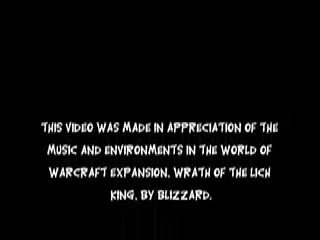 THIS VIDEO WAS MADE IN APPRECIATION OF THE
MUSIC AND ENVIRONMENTS IN THE WORLD OF
WARCRAFT EXPANSION, WRATH OF THE LICH
KING, BY BLIZZARD.